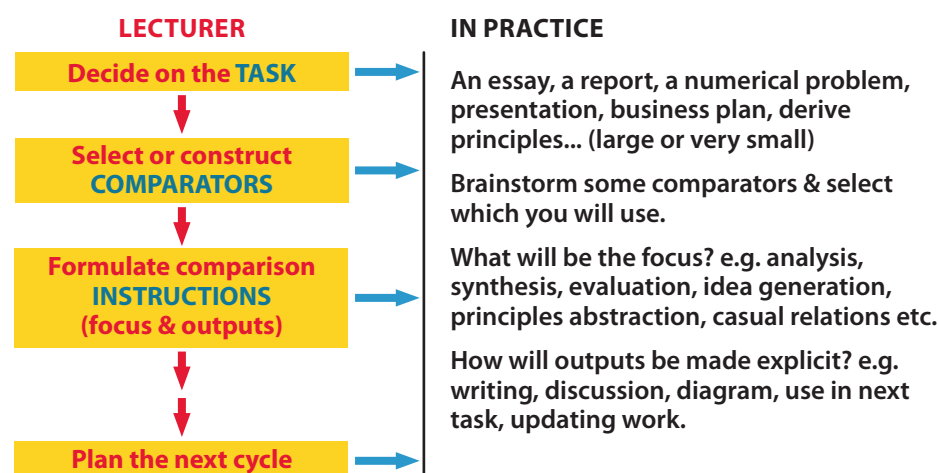 LECTURER
Decide on the TASK
Select or construct
COMPARATORS
Formulate comparison
INSTRUCTIONS
(focus & outputs)
Plan the next cycle
IN PRACTICE
An essay, a report, a numerical problem,
presentation, business plan, derive
principles... (large or very small)
Brainstorm some comparators & select
which you will use.
What will be the focus? e.g. analysis,
synthesis, evaluation, idea generation,
principles abstraction, casual relations etc.
How will outputs be made explicit? e.g.
writing, discussion, diagram, use in next
task, updating work.